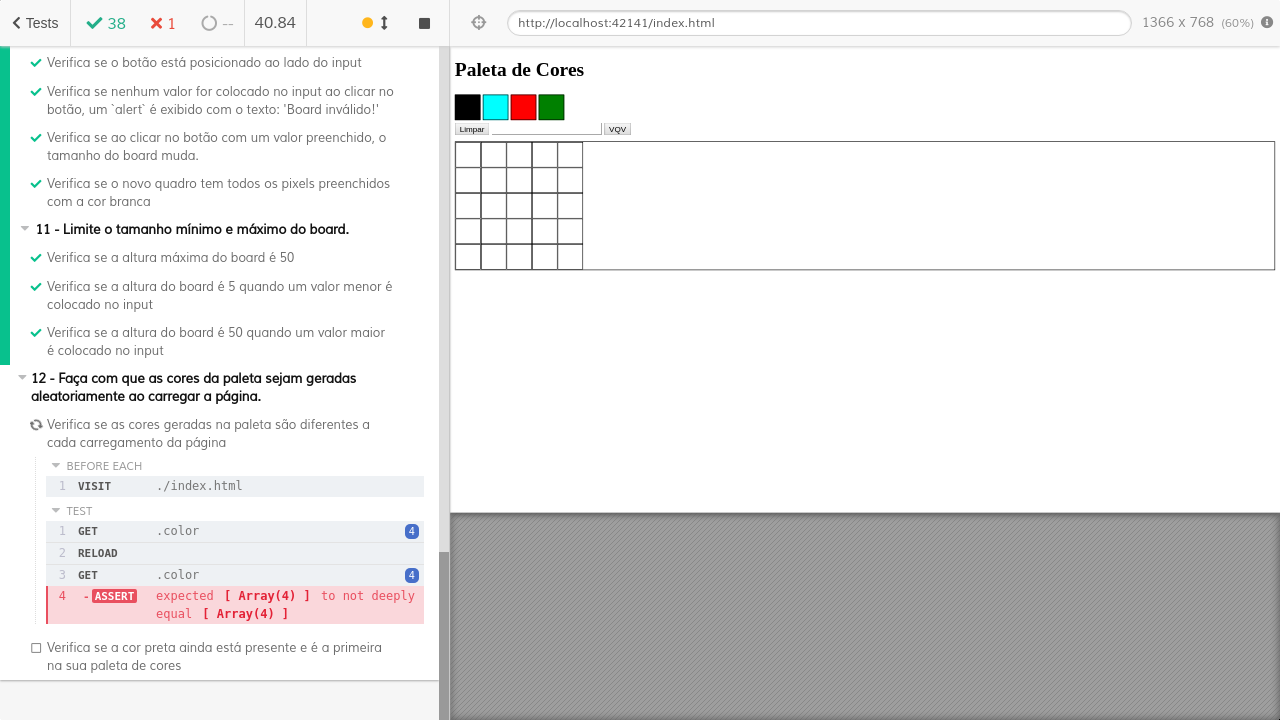 Tests
38
1
--
40.84
http://localhost:42141/index.html
1366 x 768 (60%)
Verifica se o botão está posicionado ao lado do input
Verifica se nenhum valor for colocado no input ao clicar no
botão, um `alert` é exibido com o texto: 'Board inválido!'
Verifica se ao clicar no botão com um valor preenchido, o
tamanho do board muda.
Verifica se o novo quadro tem todos os pixels preenchidos
com a cor branca
11 - Limite o tamanho mínimo e máximo do board.
Verifica se a altura máxima do board é 50
Verifica se a altura do board é 5 quando um valor menor é
colocado no input
Verifica se a altura do board é 50 quando um valor maior
é colocado no input
12 - Faça com que as cores da paleta sejam geradas
aleatoriamente ao carregar a página.
Verifica se as cores geradas na paleta são diferentes a
cada carregamento da página
BEFORE EACH
1 VISIT ./index.html
TEST
1 GET .color 4
2 RELOAD
3 GET .color 4
4 -ASSERT expected [ Array(4) ] to not deeply
equal [ Array(4) ]
Verifica se a cor preta ainda está presente e é a primeira
na sua paleta de cores
Paleta de Cores
Limpar
VQV